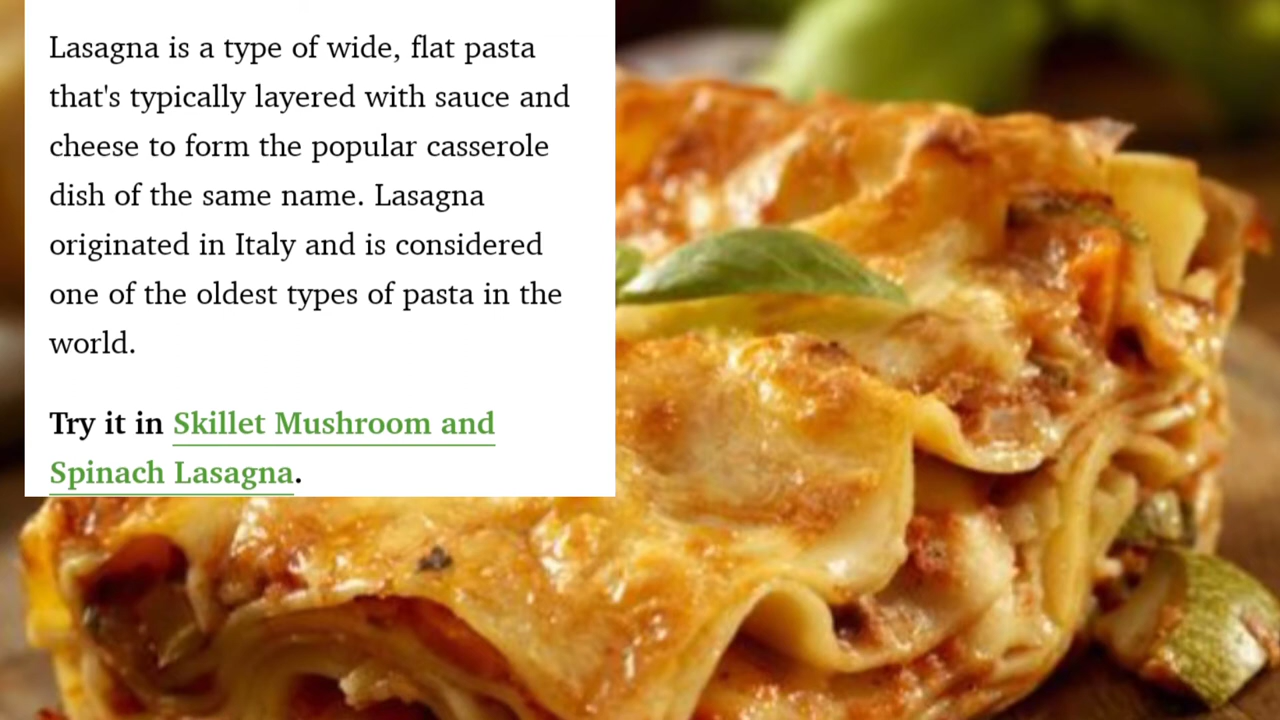 Lasagna is a type of wide, flat pasta
that's typically layered with sauce and
cheese to form the popular casserole
dish of the same name. Lasagna
originated in Italy and is considered
one of the oldest types of pasta in the
world.
Try it in Skillet Mushroom and
Spinach Lasagna.